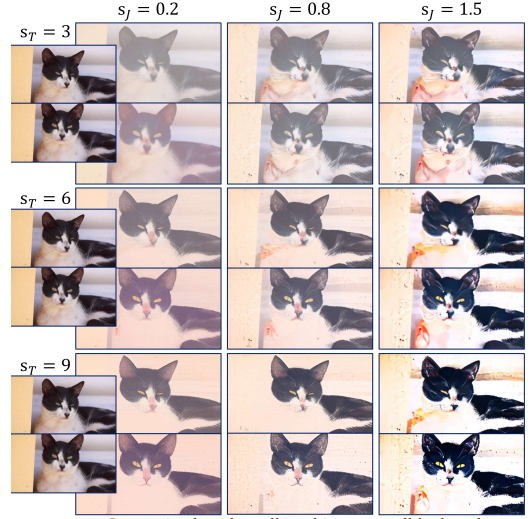 s_J = 0.2 s_J = 0.8 s_J = 1.5
s_T = 3
s_T = 6
s_T = 9